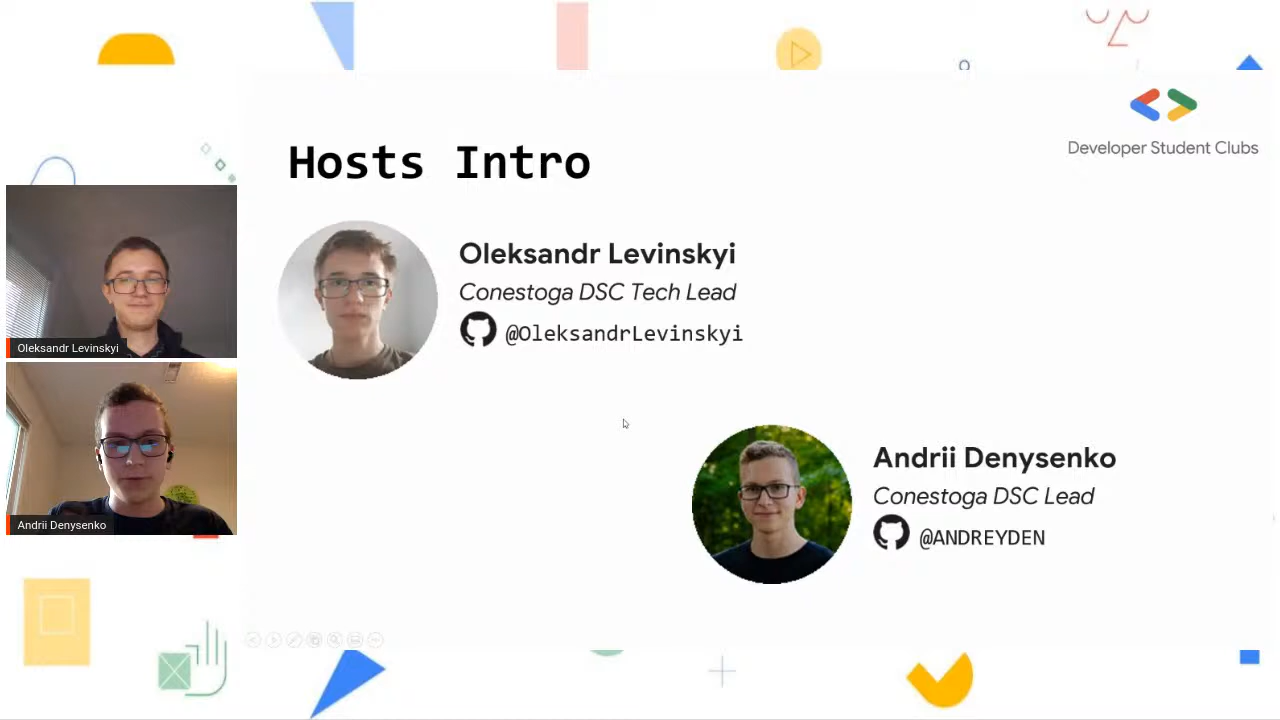 Developer Student Clubs
Hosts Intro
Oleksandr Levinskyi
Conestoga DSC Tech Lead
@OleksandrLevinskyi
Andrii Denysenko
Conestoga DSC Lead
@ANDREYDEN
Oleksandr Levinskyi
Andrii Denysenko